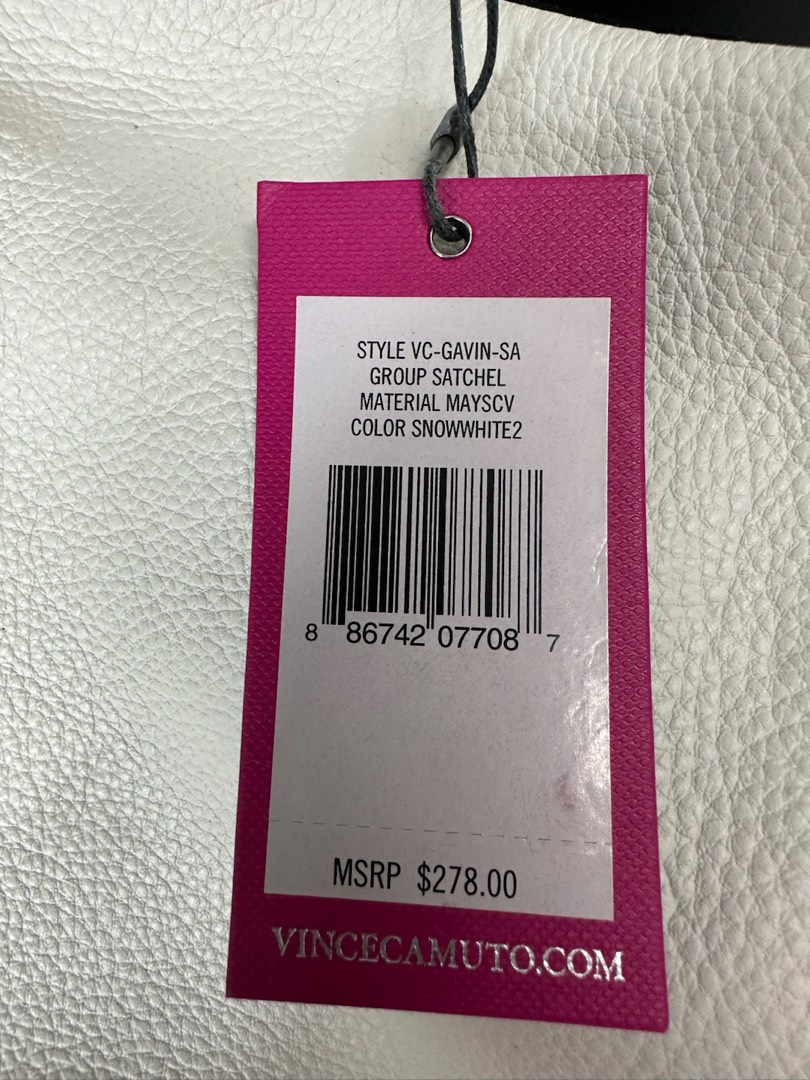 STYLE VC-GAVIN-SA
GROUP SATCHEL
MATERIAL MAYSCV
COLOR SNOWWHITE2
8 86742 07708 7
MSRP $278.00
VINCECAMUTO.COM